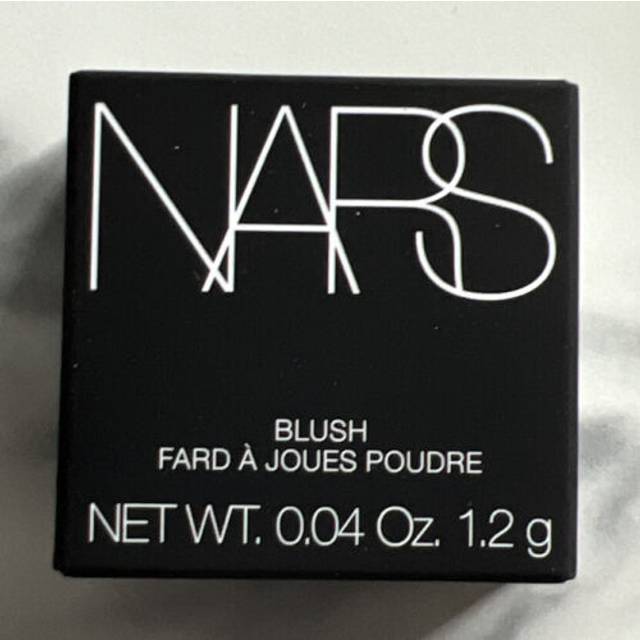 NARS
BLUSH
FARD À JOUES POUDRE
NET WT. 0.04 Oz. 1.2 g